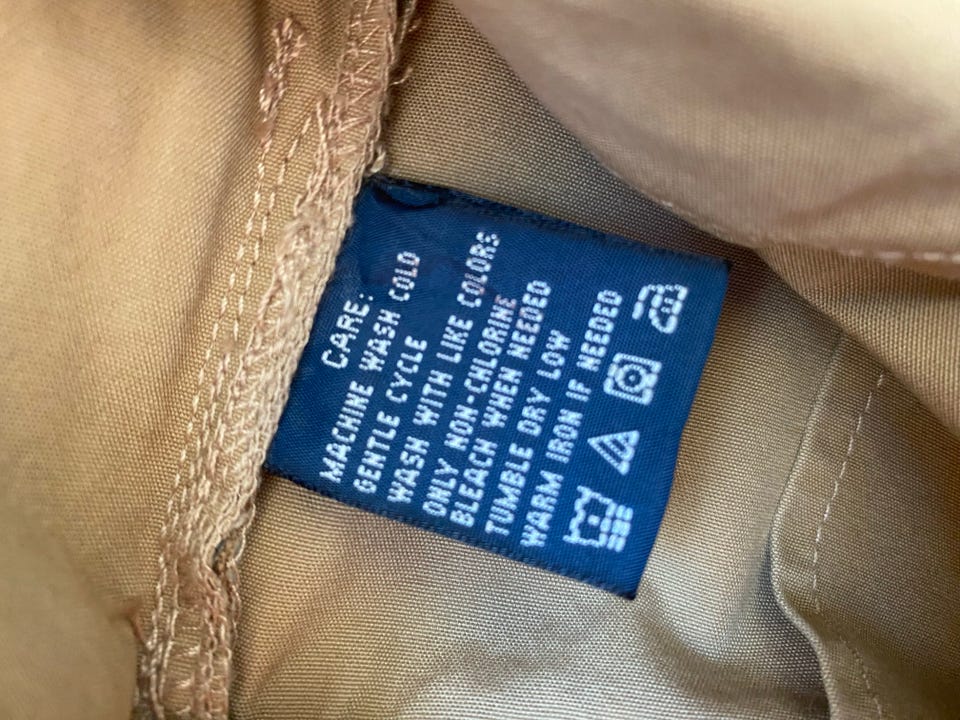 CARE:
MACHINE WASH COLD
GENTLE CYCLE
WASH WITH LIKE COLORS
ONLY NON-CHLORINE
BLEACH WHEN NEEDED
TUMBLE DRY LOW
WARM IRON IF NEEDED